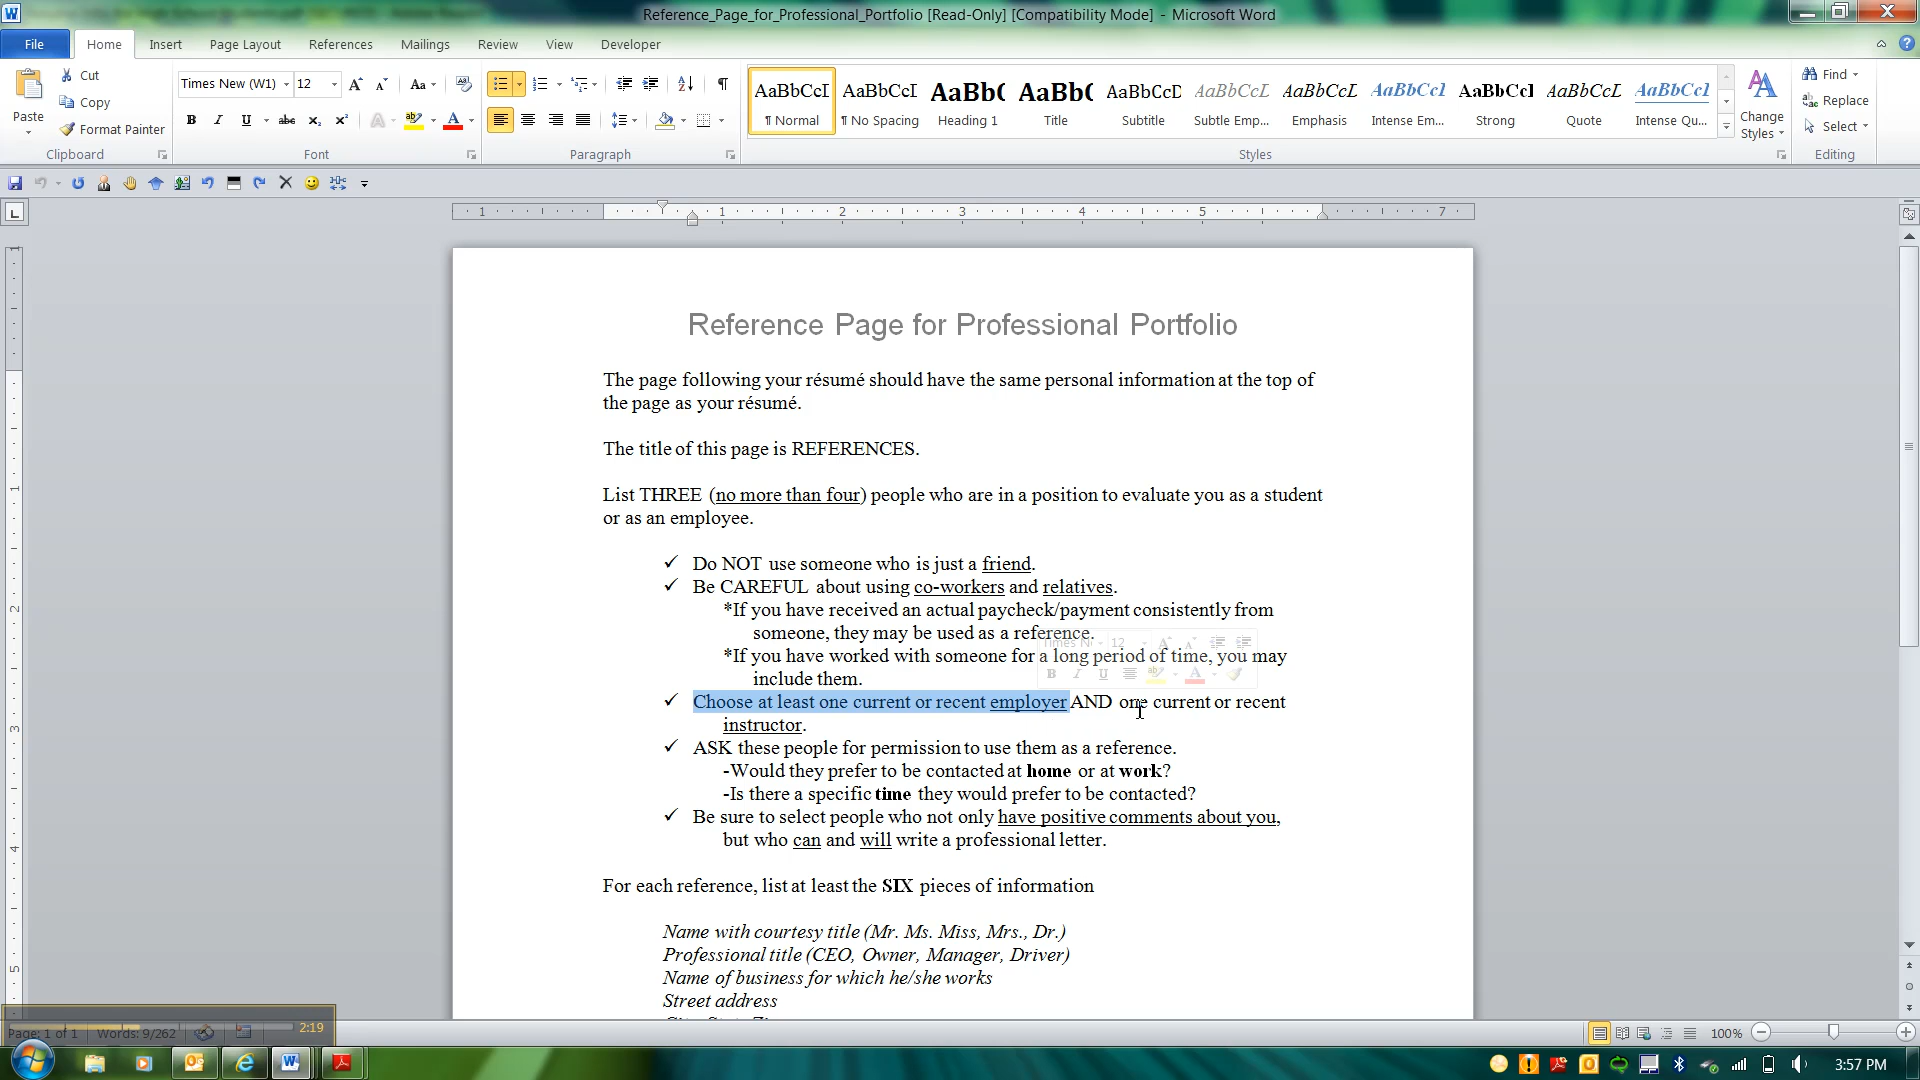 Reference_Page_for_Professional_Portfolio [Read-Only] [Compatibility Mode] - Microsoft Word
File Home Insert Page Layout References Mailings Review View Developer
Paste
Cut
Copy
Format Painter
Clipboard
Times New (W1) 12
Font
Paragraph
AaBbCcI AaBbCcI AaBb( AaBb( AaBbCcD AaBbCcL AaBbCcL AaBbCcI AaBbCcI AaBbCcL AaBbCcI
¶ Normal ¶ No Spacing Heading 1 Title Subtitle Subtle Emp... Emphasis Intense Em... Strong Quote Intense Qu...
Styles
Change Styles
Find
Replace
Select
Editing
1 1 2 3 4 5 7
Reference Page for Professional Portfolio
The page following your résumé should have the same personal information at the top of
the page as your résumé.
The title of this page is REFERENCES.
List THREE (no more than four) people who are in a position to evaluate you as a student
or as an employee.
Do NOT use someone who is just a friend.
Be CAREFUL about using co-workers and relatives.
*If you have received an actual paycheck/payment consistently from
someone, they may be used as a reference.
*If you have worked with someone for a long period of time, you may
include them.
Choose at least one current or recent employer AND one current or recent
instructor.
ASK these people for permission to use them as a reference.
-Would they prefer to be contacted at home or at work?
-Is there a specific time they would prefer to be contacted?
Be sure to select people who not only have positive comments about you,
but who can and will write a professional letter.
For each reference, list at least the SIX pieces of information
Name with courtesy title (Mr. Ms. Miss, Mrs., Dr.)
Professional title (CEO, Owner, Manager, Driver)
Name of business for which he/she works
Street address
Page: 1 of 1 Words: 9/262 2:19
100%
3:57 PM